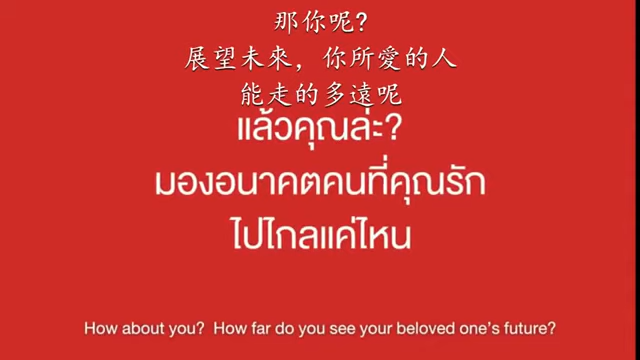 那你呢?
展望未來，你所愛的人
能走的多遠呢
แล้วคุณล่ะ?
มองอนาคตคนที่คุณรัก
ไปไกลแค่ไหน
How about you?  How far do you see your beloved one's future?